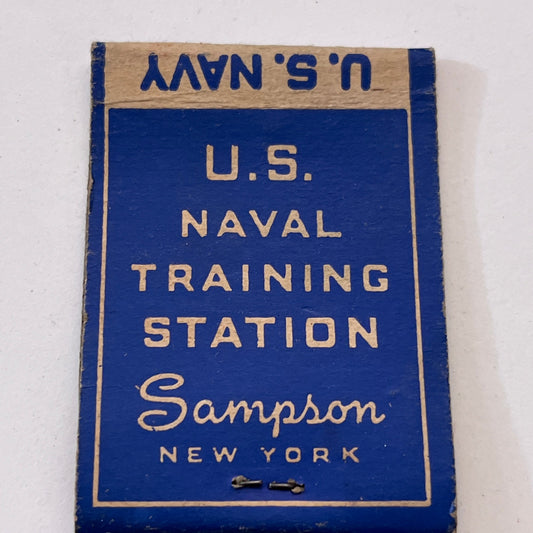 U.S. NAVY
U.S.
NAVAL
TRAINING
STATION
Sampson
NEW YORK